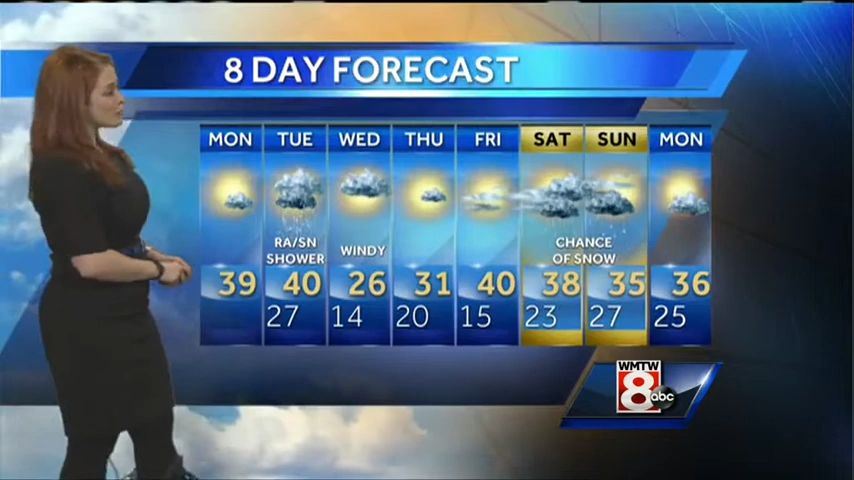 8 DAY FORECAST
MON TUE WED THU FRI SAT SUN MON
RA/SN
SHOWER
WINDY
CHANCE
OF SNOW
39 40 26 31 40 38 35 36
27 14 20 15 23 27 25
WMTW
8
abc